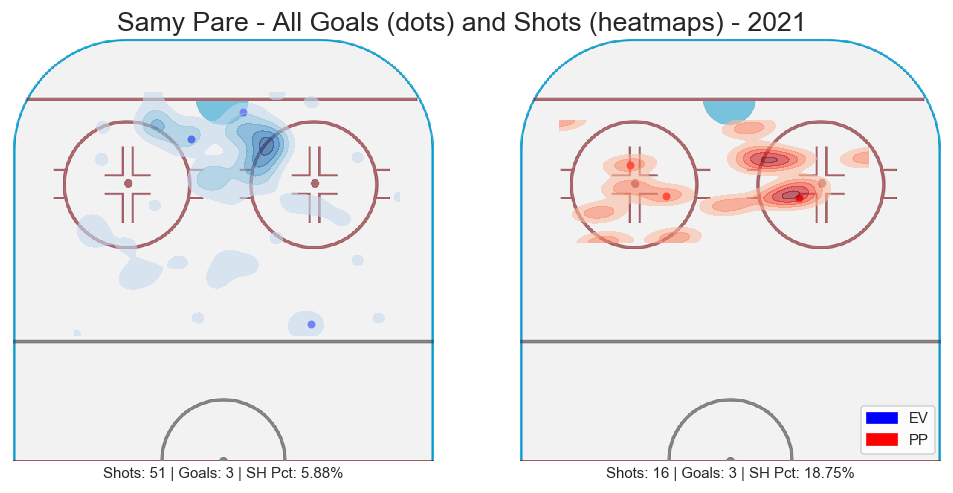 Samy Pare - All Goals (dots) and Shots (heatmaps) - 2021
EV
PP
Shots: 51 | Goals: 3 | SH Pct: 5.88%
Shots: 16 | Goals: 3 | SH Pct: 18.75%